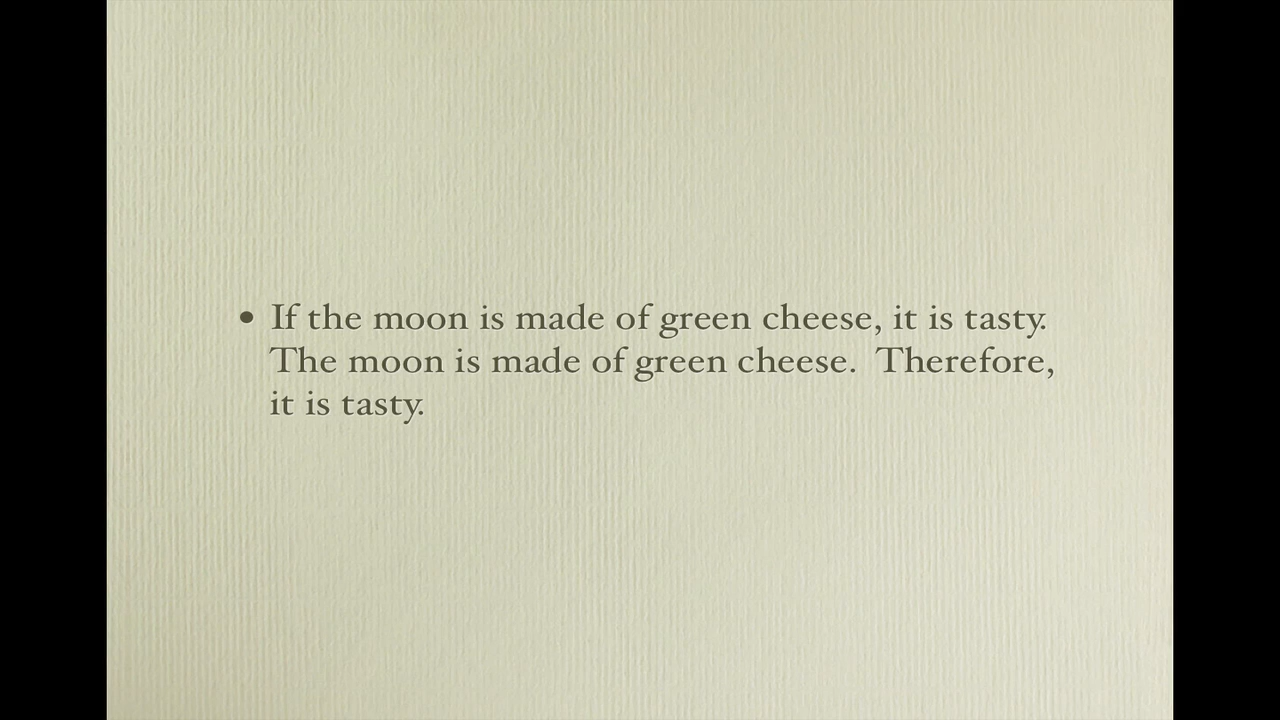 • If the moon is made of green cheese, it is tasty.
The moon is made of green cheese.  Therefore,
it is tasty.